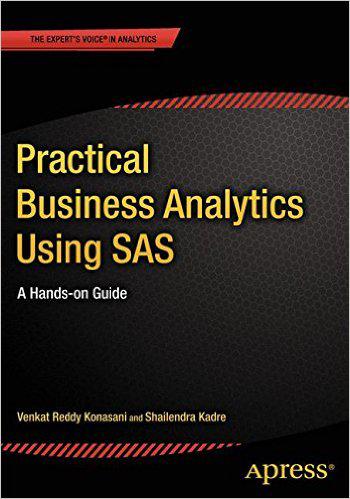 THE EXPERT'S VOICE® IN ANALYTICS
Practical
Business Analytics
Using SAS
A Hands-on Guide
Venkat Reddy Konasani and Shailendra Kadre
Apress®